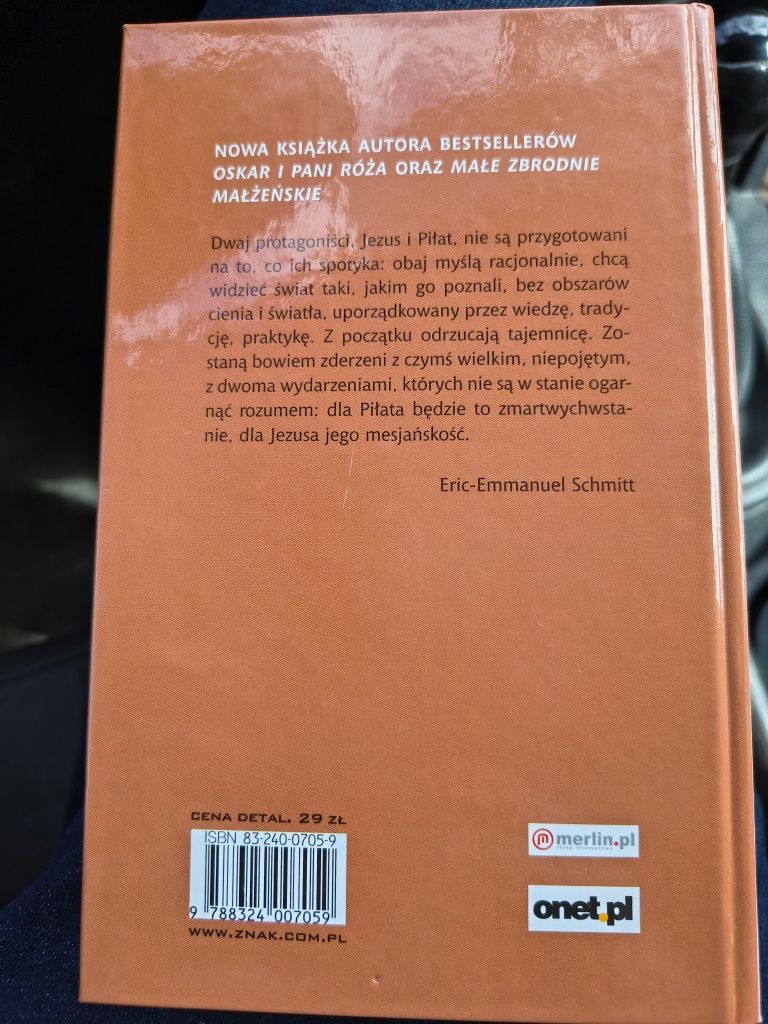 NOWA KSIĄŻKA AUTORA BESTSELLERÓW
OSKAR I PANI RÓŻA ORAZ MAŁE ZBRODNIE
MAŁŻEŃSKIE
Dwaj protagoniści, Jezus i Piłat, nie są przygotowani
na to, co ich spotyka: obaj myślą racjonalnie, chcą
widzieć świat taki, jakim go poznali, bez obszarów
cienia i światła, uporządkowany przez wiedzę, trady-
cję, praktykę. Z początku odrzucają tajemnicę. Zo-
staną bowiem zderzeni z czymś wielkim, niepojętym,
z dwoma wydarzeniami, których nie są w stanie ogar-
nąć rozumem: dla Piłata będzie to zmartwychwsta-
nie, dla Jezusa jego mesjańskość.
Eric-Emmanuel Schmitt
CENA DETAL. 29 ZŁ
ISBN 83-240-0705-9
9 788324 007059
WWW.ZNAK.COM.PL
merlin.pl
sklep internetowy
onet.pl